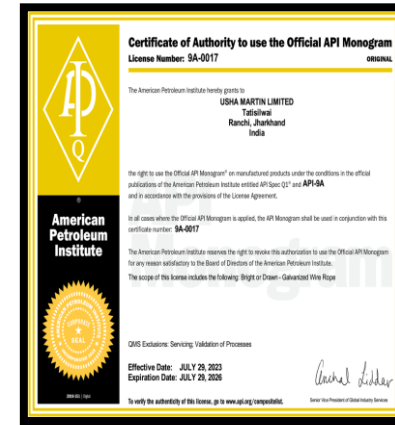 Certificate of Authority to use the Official API Monogram
License Number: 9A-0017
ORIGINAL
The American Petroleum Institute hereby grants to
USHA MARTIN LIMITED
Tatisilwai
Ranchi, Jharkhand
India
the right to use the Official API Monogram® on manufactured products under the conditions in the official
publications of the American Petroleum Institute entitled API Spec Q1® and API-9A
and in accordance with the provisions of the License Agreement.
In all cases where the Official API Monogram is applied, the API Monogram shall be used in conjunction with this
certificate number: 9A-0017
The American Petroleum Institute reserves the right to revoke this authorization to use the Official API Monogram
for any reason satisfactory to the Board of Directors of the American Petroleum Institute.
The scope of this license includes the following: Bright or Drawn - Galvanized Wire Rope
QMS Exclusions: Servicing; Validation of Processes
Effective Date: JULY 29, 2023
Expiration Date: JULY 29, 2026
To verify the authenticity of this license, go to www.api.org/compositelist.
Senior Vice President of Global Industry Services
API
Q
®
American
Petroleum
Institute
CORPORATE
SEAL
API
Monogram